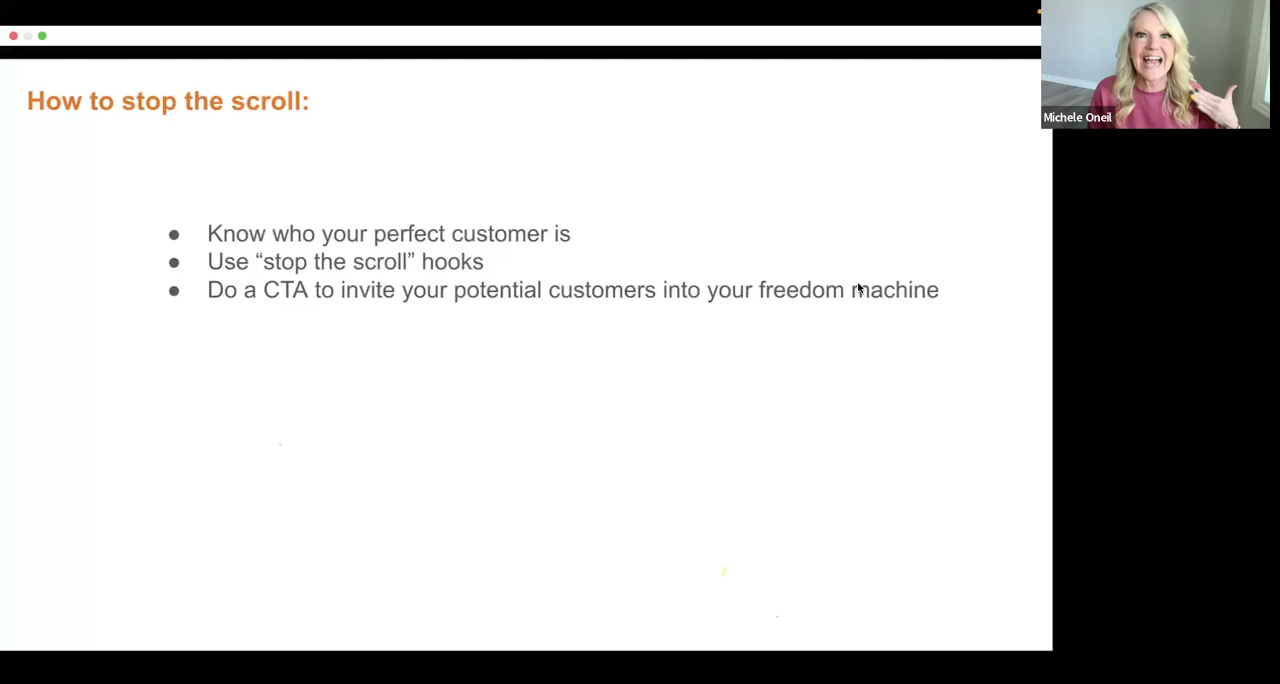 How to stop the scroll:
Michele Oneil
● Know who your perfect customer is
● Use “stop the scroll” hooks
● Do a CTA to invite your potential customers into your freedom machine